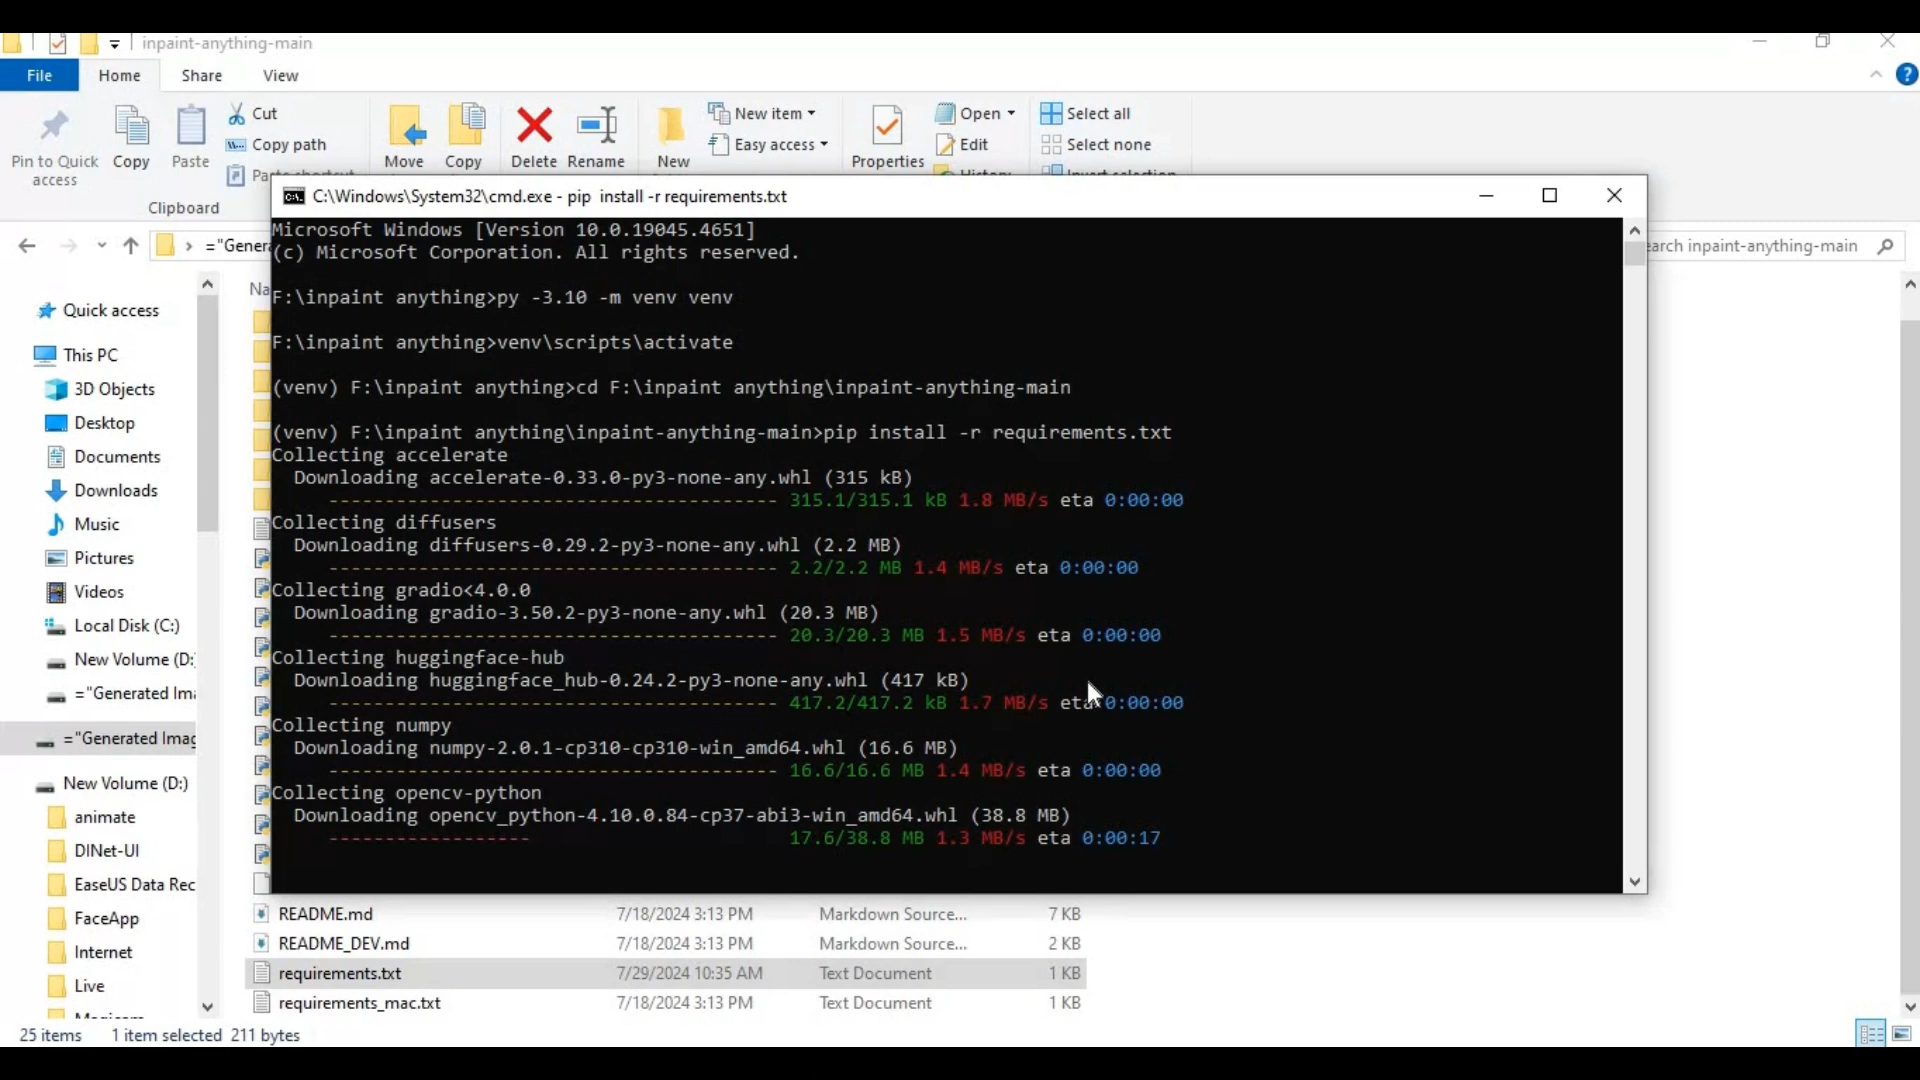 inpaint-anything-main
File Home Share View
Pin to Quick access
Copy
Paste
Cut
Copy path
Paste shortcut
Move
Copy
Delete
Rename
New
New item
Easy access
Properties
Open
Edit
History
Select all
Select none
Invert selection
Clipboard
C:\Windows\System32\cmd.exe - pip  install -r requirements.txt
="Genera
earch inpaint-anything-main
Na
Microsoft Windows [Version 10.0.19045.4651]
(c) Microsoft Corporation. All rights reserved.
F:\inpaint anything>py -3.10 -m venv venv
F:\inpaint anything>venv\scripts\activate
(venv) F:\inpaint anything>cd F:\inpaint anything\inpaint-anything-main
(venv) F:\inpaint anything\inpaint-anything-main>pip install -r requirements.txt
Collecting accelerate
Downloading accelerate-0.33.0-py3-none-any.whl (315 kB)
---------------------------------------- 315.1/315.1 kB 1.8 MB/s eta 0:00:00
Collecting diffusers
Downloading diffusers-0.29.2-py3-none-any.whl (2.2 MB)
---------------------------------------- 2.2/2.2 MB 1.4 MB/s eta 0:00:00
Collecting gradio<4.0.0
Downloading gradio-3.50.2-py3-none-any.whl (20.3 MB)
---------------------------------------- 20.3/20.3 MB 1.5 MB/s eta 0:00:00
Collecting huggingface-hub
Downloading huggingface_hub-0.24.2-py3-none-any.whl (417 kB)
---------------------------------------- 417.2/417.2 kB 1.7 MB/s eta 0:00:00
Collecting numpy
Downloading numpy-2.0.1-cp310-cp310-win_amd64.whl (16.6 MB)
---------------------------------------- 16.6/16.6 MB 1.4 MB/s eta 0:00:00
Collecting opencv-python
Downloading opencv_python-4.10.0.84-cp37-abi3-win_amd64.whl (38.8 MB)
------------------ 17.6/38.8 MB 1.3 MB/s eta 0:00:17
Quick access
This PC
3D Objects
Desktop
Documents
Downloads
Music
Pictures
Videos
Local Disk (C:)
New Volume (D:
="Generated Ima
="Generated Imag
New Volume (D:)
animate
DINet-UI
EaseUS Data Rec
FaceApp
Internet
Live
README.md 7/18/2024 3:13 PM Markdown Source... 7 KB
README_DEV.md 7/18/2024 3:13 PM Markdown Source... 2 KB
requirements.txt 7/29/2024 10:35 AM Text Document 1 KB
requirements_mac.txt 7/18/2024 3:13 PM Text Document 1 KB
25 items 1 item selected 211 bytes